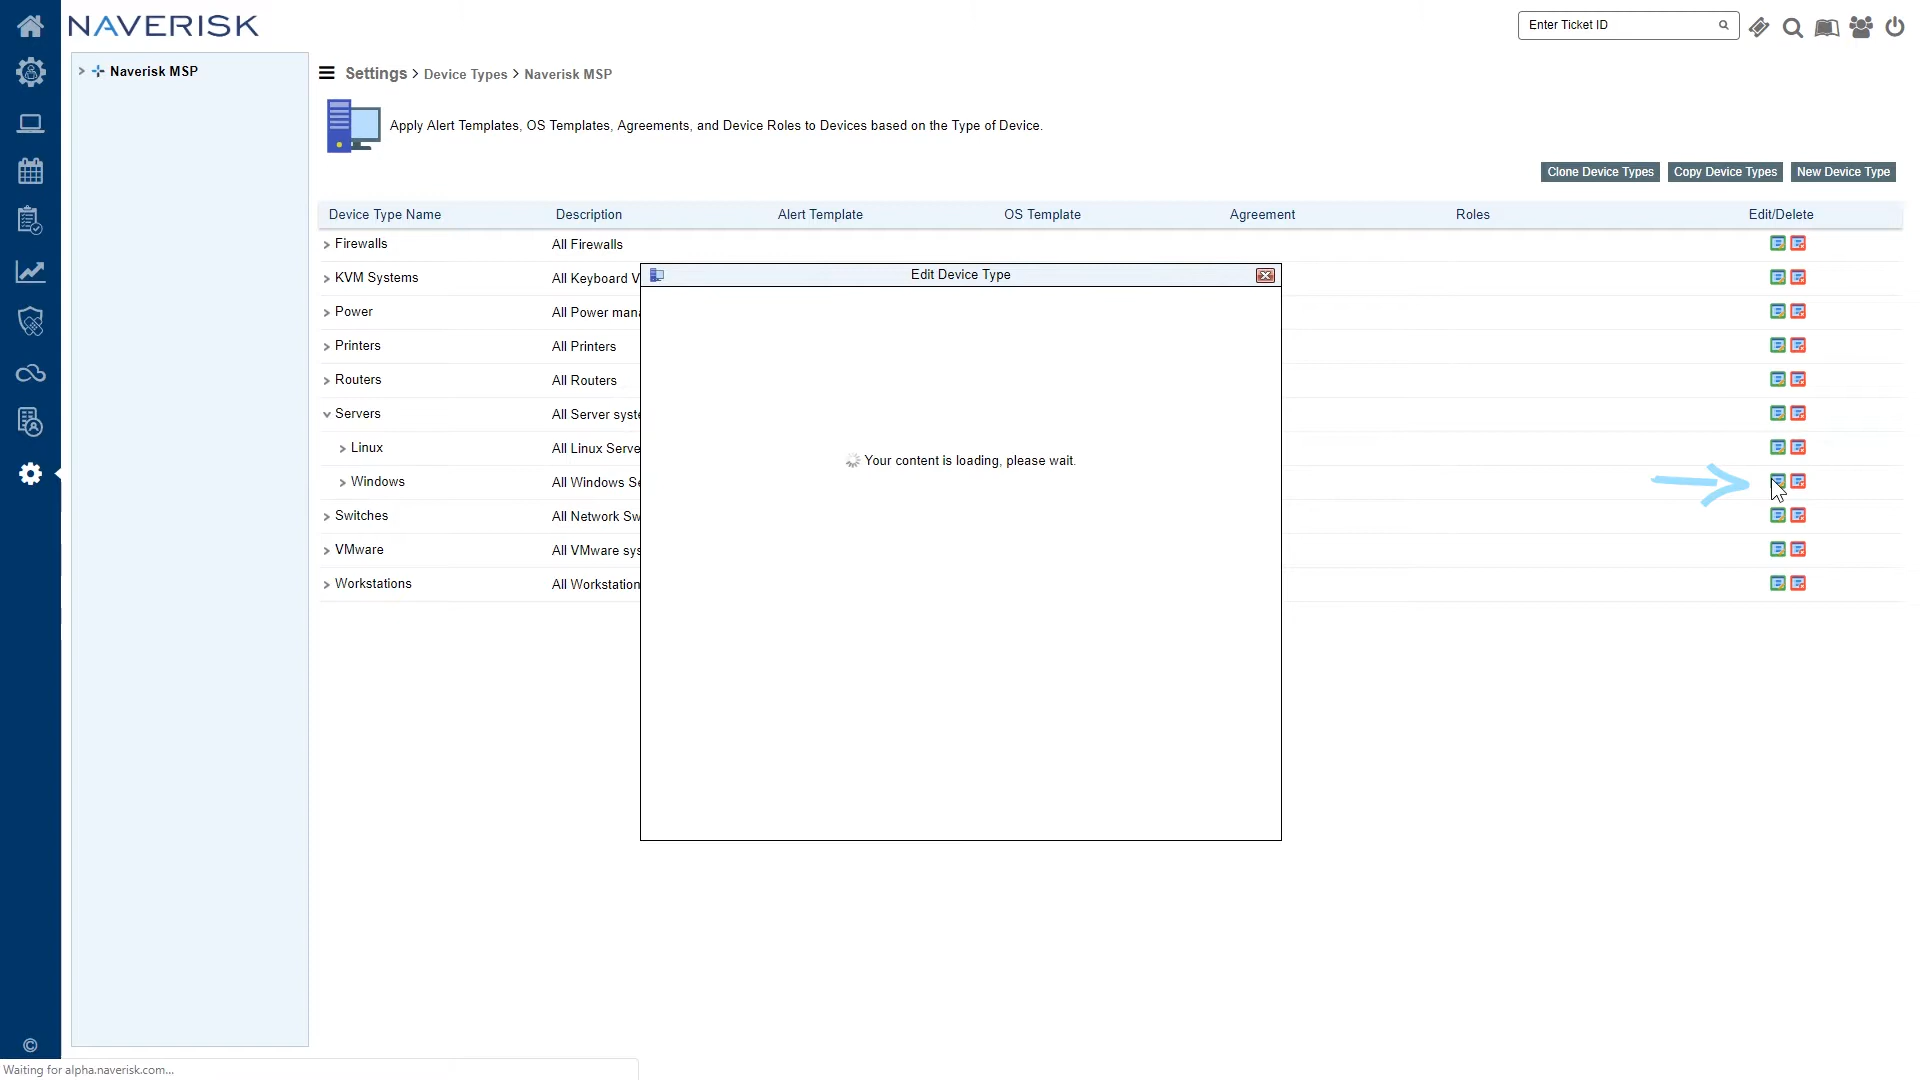 NAVERISK
Enter Ticket ID
Naverisk MSP
Settings > Device Types > Naverisk MSP
Apply Alert Templates, OS Templates, Agreements, and Device Roles to Devices based on the Type of Device.
Clone Device Types Copy Device Types New Device Type
Device Type Name Description Alert Template OS Template Agreement Roles Edit/Delete
Firewalls All Firewalls
Edit Device Type
KVM Systems All Keyboard V
Power All Power mana
Printers All Printers
Routers All Routers
Servers All Server syste
Linux All Linux Serve
Your content is loading, please wait.
Windows All Windows Se
Switches All Network Sw
VMware All VMware sys
Workstations All Workstation
©
Waiting for alpha.naverisk.com...